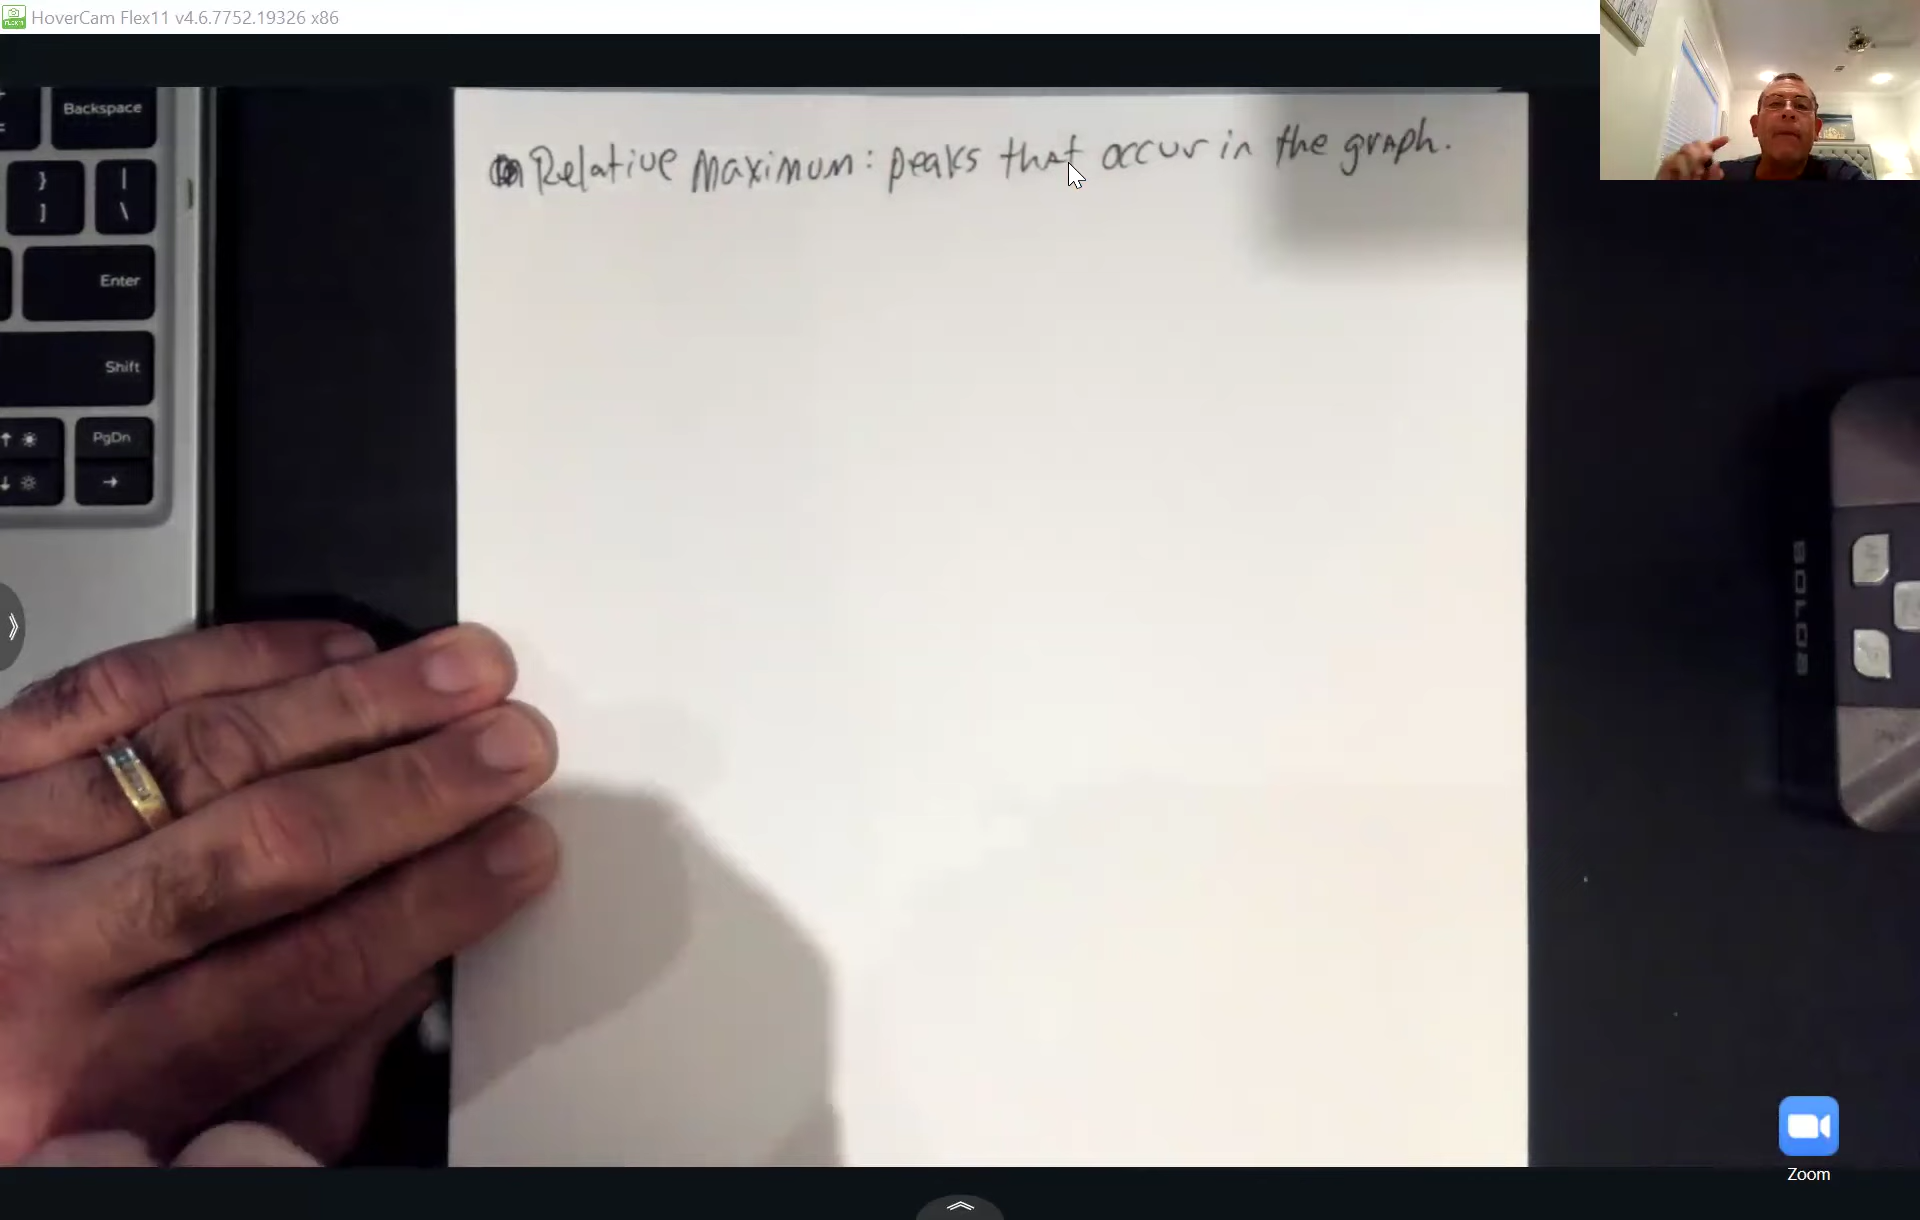 HoverCam Flex11 v4.6.7752.19326 x86
Relative Maximum: peaks that occur in the graph.
Backspace
}
]
|
\
Enter
Shift
PgDn
BOLDR
Zoom